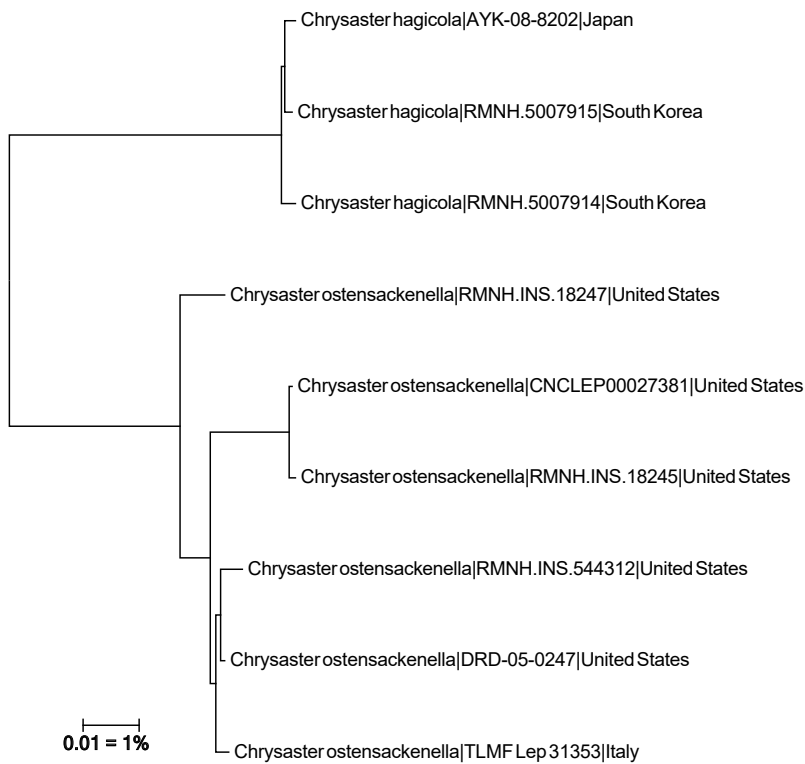 Chrysaster hagicola|AYK-08-8202|Japan
Chrysaster hagicola|RMNH.5007915|South Korea
Chrysaster hagicola|RMNH.5007914|South Korea
Chrysaster ostensackenella|RMNH.INS.18247|United States
Chrysaster ostensackenella|CNCLEP00027381|United States
Chrysaster ostensackenella|RMNH.INS.18245|United States
Chrysaster ostensackenella|RMNH.INS.544312|United States
Chrysaster ostensackenella|DRD-05-0247|United States
Chrysaster ostensackenella|TLMF Lep 31353|Italy
0.01 = 1%